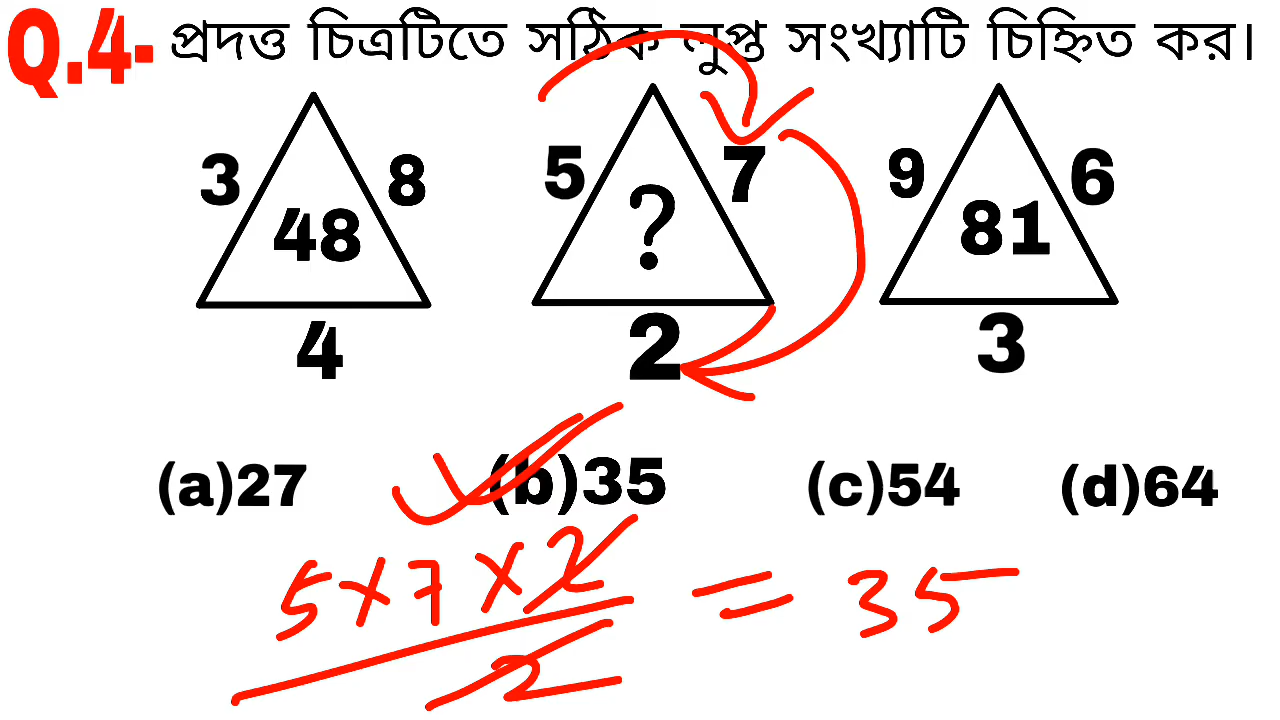 Q.4- প্রদত্ত চিত্রটিতে সঠিক লুপ্ত সংখ্যাটি চিহ্নিত কর।
3 8 5 7 9 6
48 ? 81
4 2 3
(a)27 (b)35 (c)54 (d)64
5×7×2 = 35
2